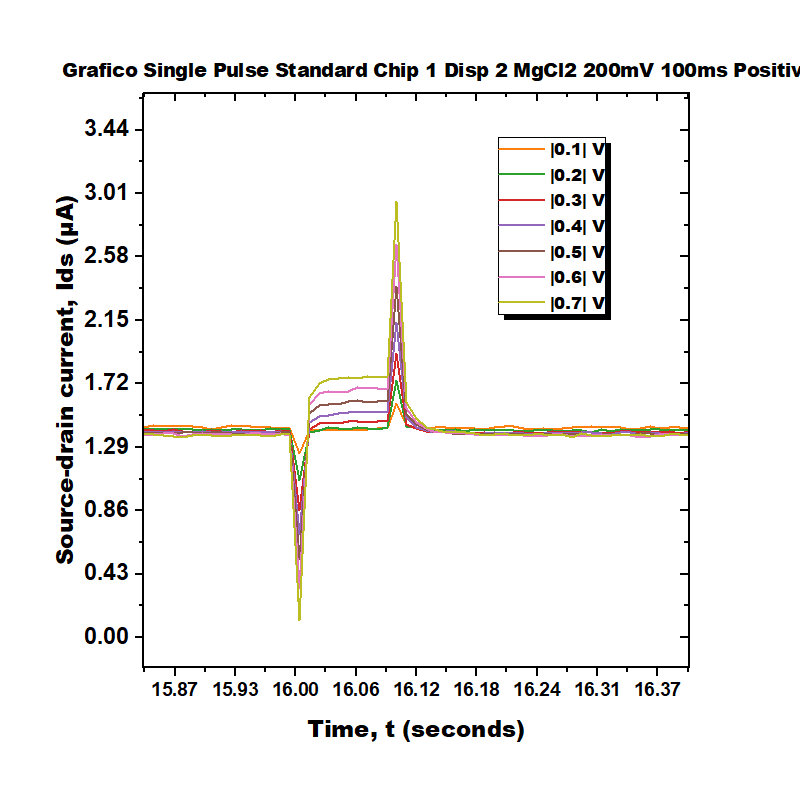 Grafico Single Pulse Standard Chip 1 Disp 2 MgCl2 200mV 100ms Positiv
3.44
3.01
2.58
2.15
1.72
1.29
0.86
0.43
0.00
Source-drain current, Ids (µA)
|0.1| V
|0.2| V
|0.3| V
|0.4| V
|0.5| V
|0.6| V
|0.7| V
15.87 15.93 16.00 16.06 16.12 16.18 16.24 16.31 16.37
Time, t (seconds)